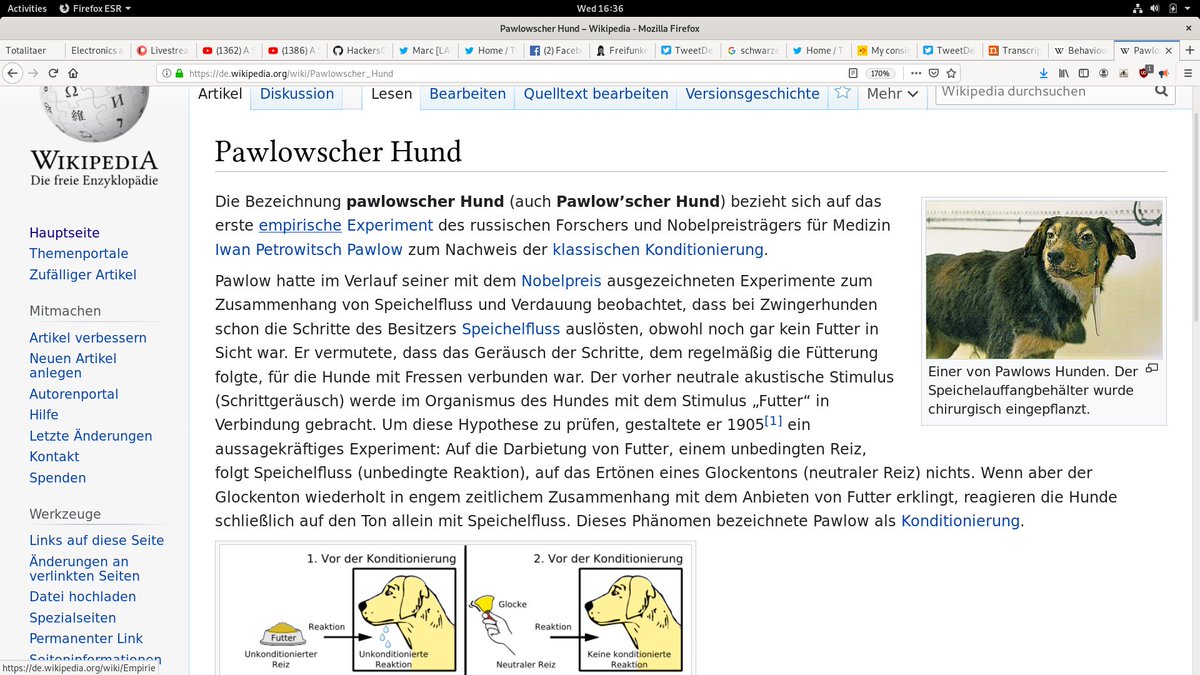 Activities Firefox ESR Wed 16:36
Pawlowscher Hund – Wikipedia - Mozilla Firefox
Totalitaer Electronics a Livestrea (1362) A S (1386) A S HackersC Marc [LA Home / T (2) Faceb Freifunke TweetDe schwarze Home / T My consid TweetDe Transcrip Behaviou Pawlo
https://de.wikipedia.org/wiki/Pawlowscher_Hund 170%
Artikel Diskussion Lesen Bearbeiten Quelltext bearbeiten Versionsgeschichte Mehr Wikipedia durchsuchen
WIKIPEDIA
Die freie Enzyklopädie
Hauptseite
Themenportale
Zufälliger Artikel
Mitmachen
Artikel verbessern
Neuen Artikel
anlegen
Autorenportal
Hilfe
Letzte Änderungen
Kontakt
Spenden
Werkzeuge
Links auf diese Seite
Änderungen an
verlinkten Seiten
Datei hochladen
Spezialseiten
Permanenter Link
Seiteninformationen
https://de.wikipedia.org/wiki/Empirie
Pawlowscher Hund
Die Bezeichnung pawlowscher Hund (auch Pawlow’scher Hund) bezieht sich auf das
erste empirische Experiment des russischen Forschers und Nobelpreisträgers für Medizin
Iwan Petrowitsch Pawlow zum Nachweis der klassischen Konditionierung.
Pawlow hatte im Verlauf seiner mit dem Nobelpreis ausgezeichneten Experimente zum
Zusammenhang von Speichelfluss und Verdauung beobachtet, dass bei Zwingerhunden
schon die Schritte des Besitzers Speichelfluss auslösten, obwohl noch gar kein Futter in
Sicht war. Er vermutete, dass das Geräusch der Schritte, dem regelmäßig die Fütterung
folgte, für die Hunde mit Fressen verbunden war. Der vorher neutrale akustische Stimulus
(Schrittgeräusch) werde im Organismus des Hundes mit dem Stimulus „Futter“ in
Verbindung gebracht. Um diese Hypothese zu prüfen, gestaltete er 1905[1] ein
aussagekräftiges Experiment: Auf die Darbietung von Futter, einem unbedingten Reiz,
folgt Speichelfluss (unbedingte Reaktion), auf das Ertönen eines Glockentons (neutraler Reiz) nichts. Wenn aber der
Glockenton wiederholt in engem zeitlichem Zusammenhang mit dem Anbieten von Futter erklingt, reagieren die Hunde
schließlich auf den Ton allein mit Speichelfluss. Dieses Phänomen bezeichnete Pawlow als Konditionierung.
Einer von Pawlows Hunden. Der
Speichelauffangbehälter wurde
chirurgisch eingepflanzt.
1. Vor der Konditionierung
Futter
Reaktion
Unkonditionierter
Reiz
Unkonditionierte
Reaktion
2. Vor der Konditionierung
Glocke
Reaktion
Neutraler Reiz
Keine konditionierte
Reaktion